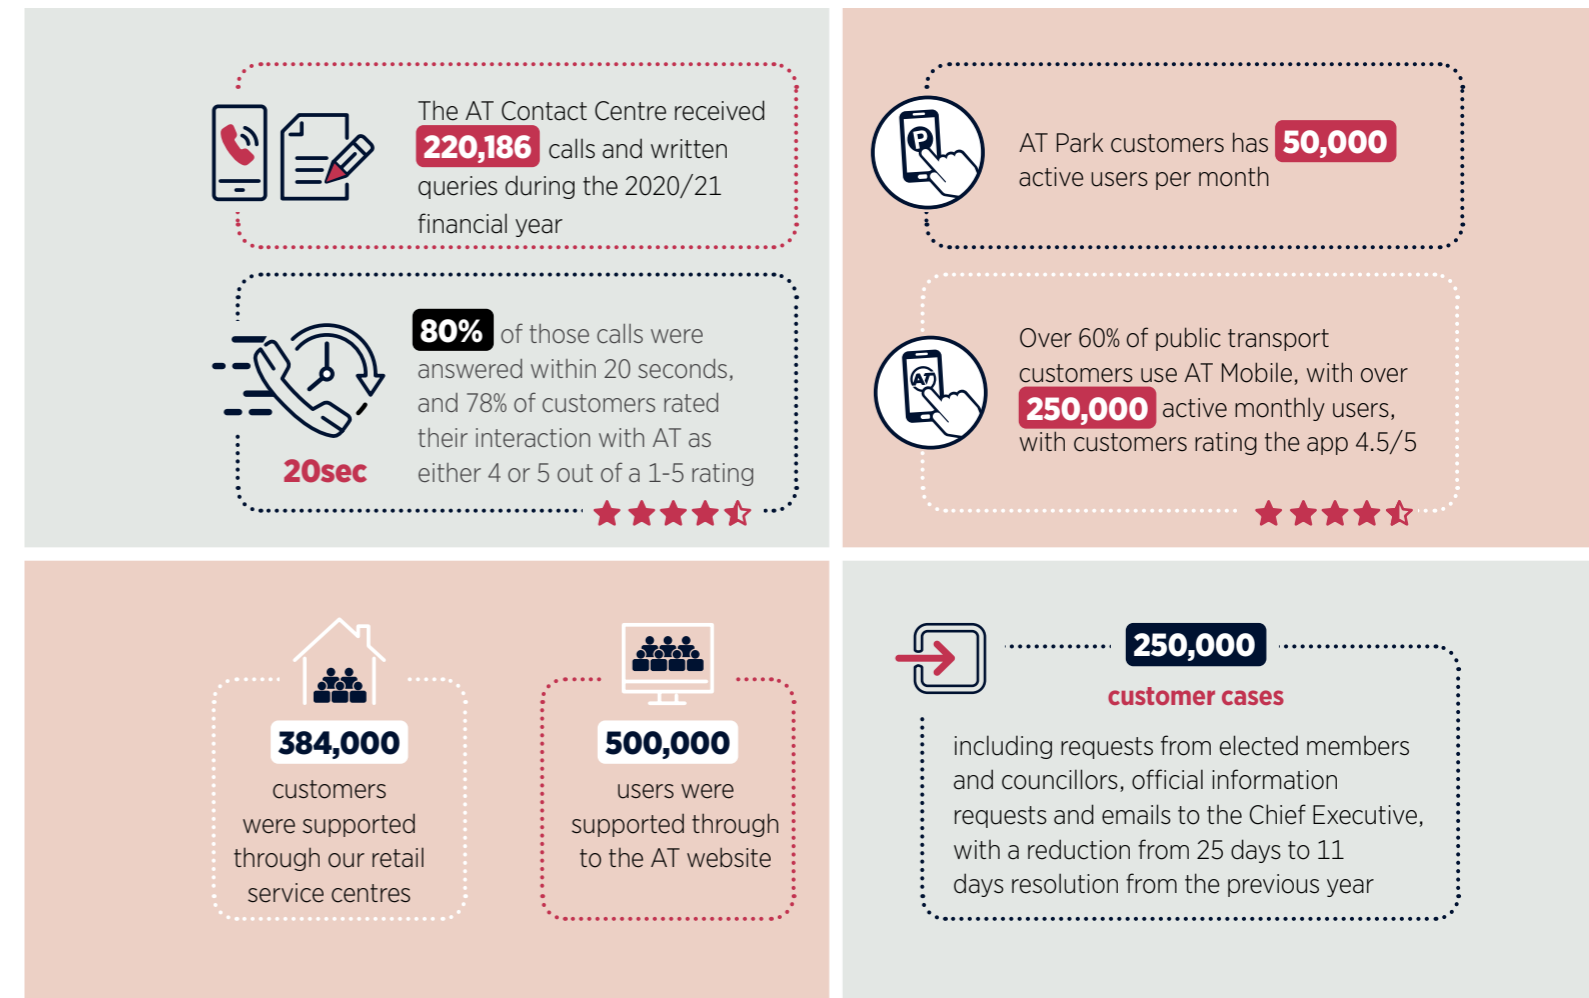 The AT Contact Centre received
220,186 calls and written
queries during the 2020/21
financial year
80% of those calls were
answered within 20 seconds,
and 78% of customers rated
their interaction with AT as
either 4 or 5 out of a 1-5 rating
20sec
P
AT Park customers has 50,000
active users per month
AT
Over 60% of public transport
customers use AT Mobile, with over
250,000 active monthly users,
with customers rating the app 4.5/5
384,000
customers
were supported
through our retail
service centres
500,000
users were
supported through
to the AT website
250,000
customer cases
including requests from elected members
and councillors, official information
requests and emails to the Chief Executive,
with a reduction from 25 days to 11
days resolution from the previous year